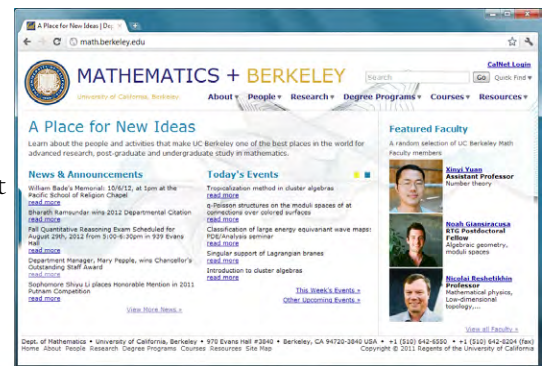 A Place for New Ideas | Dep
math.berkeley.edu
CalNet Login
MATHEMATICS + BERKELEY
Search
Go
Quick Find
University of California, Berkeley
About
People
Research
Degree Programs
Courses
Resources
A Place for New Ideas
Learn about the people and activities that make UC Berkeley one of the best places in the world for
advanced research, post-graduate and undergraduate study in mathematics.
News & Announcements
William Bade's Memorial: 10/6/12, at 1pm at the
Pacific School of Religion Chapel
read more
Bharath Ramsundar wins 2012 Departmental Citation
read more
Fall Quantitative Reasoning Exam Scheduled for
August 29th, 2012 from 5:00-6:30pm in 939 Evans
Hall
read more
Department Manager, Mary Pepple, wins Chancellor's
Outstanding Staff Award
read more
Sophomore Shiyu Li places Honorable Mention in 2011
Putnam Competition
read more
View More News »
Today's Events
Tropicalization method in cluster algebras
read more
q-Poisson structures on the moduli spaces of at
connections over colored surfaces
read more
Classification of large energy equivariant wave maps:
PDE/Analysis seminar
read more
Singular support of Lagrangian branes
read more
Introduction to cluster algebras
read more
This Week's Events »
Other Upcoming Events »
Featured Faculty
A random selection of UC Berkeley Math
Faculty members
Xinyi Yuan
Assistant Professor
Number theory
Noah Giansiracusa
RTG Postdoctoral
Fellow
Algebraic geometry,
moduli spaces
Nicolai Reshetikhin
Professor
Mathematical physics,
Low-dimensional
topology,...
View all Faculty »
Dept. of Mathematics • University of California, Berkeley • 970 Evans Hall #3840 • Berkeley, CA 94720-3840 USA • +1 (510) 642-6550 • +1 (510) 642-8204 (fax)
Home About People Research Degree Programs Courses Resources Site Map
Copyright © 2011 Regents of the University of California